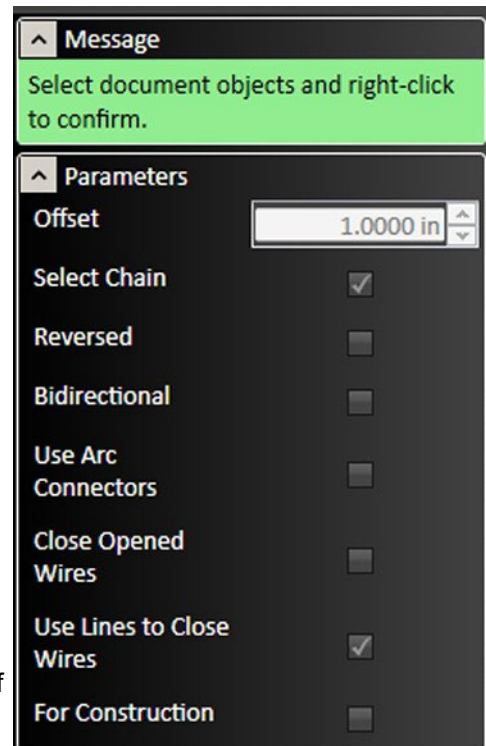 Message
Select document objects and right-click
to confirm.
Parameters
Offset 1.0000 in
Select Chain
Reversed
Bidirectional
Use Arc
Connectors
Close Opened
Wires
Use Lines to Close
Wires
f
For Construction